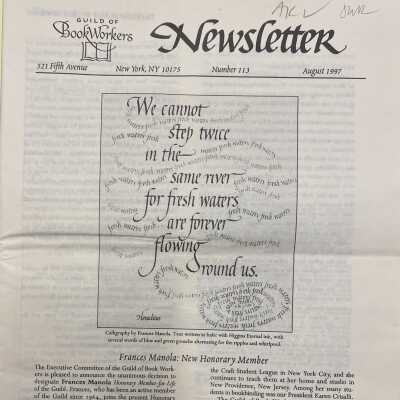 GUILD OF
BOOKWORKERS
Newsletter
521 Fifth Avenue New York, NY 10175 Number 113 August 1997
We cannot
step twice
in the
same river
for fresh waters
are forever
flowing
round us.
Heraclitus
Calligraphy by Frances Manola. Text written in Italic with Higgins Eternal ink, with
several words of blue and green gouache shortening for the ripples and whirlpool.
Frances Manola: New Honorary Member
The Executive Committee of the Guild of Book Work-
ers is pleased to announce the unanimous decision to
designate Frances Manola Honorary Member for Life
of the Guild. Frances, who has been an active member
of the Guild since 1964, joins the present Honorary
the Craft Student League in New York City, and she
continues to teach them at her home and studio in
New Providence, New Jersey. Among her many stu-
dents in bookbinding was our President Karen Crisalli.